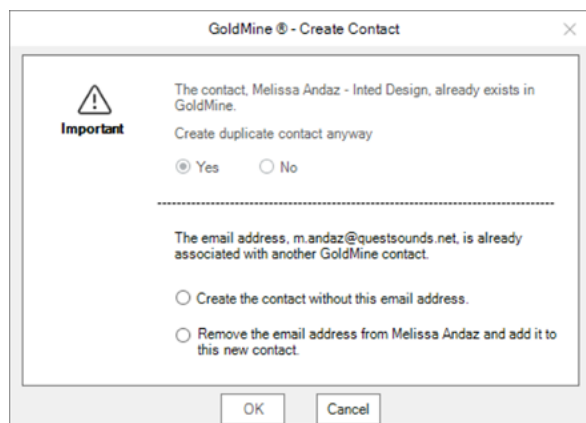 GoldMine ® - Create Contact
The contact, Melissa Andaz - Inted Design, already exists in
GoldMine.
Important
Create duplicate contact anyway
Yes No
The email address, m.andaz@questsounds.net, is already
associated with another GoldMine contact.
Create the contact without this email address.
Remove the email address from Melissa Andaz and add it to
this new contact.
OK Cancel